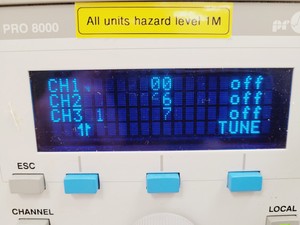 PRO 8000
All units hazard level 1M
pr
CH1 00 off
CH2 6 off
CH3 1 7 off
↑↑ TUNE
ESC
CHANNEL
LOCAL